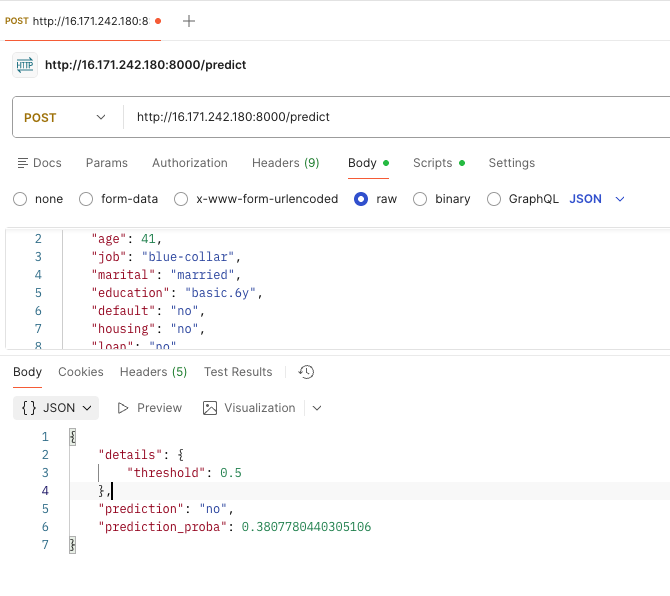 POST http://16.171.242.180:8
HTTP http://16.171.242.180:8000/predict
POST http://16.171.242.180:8000/predict
Docs Params Authorization Headers (9) Body Scripts Settings
none form-data x-www-form-urlencoded raw binary GraphQL JSON
2 "age": 41,
3 "job": "blue-collar",
4 "marital": "married",
5 "education": "basic.6y",
6 "default": "no",
7 "housing": "no",
8 "loan": "no"
Body Cookies Headers (5) Test Results
{} JSON Preview Visualization
1 {
2 "details": {
3 "threshold": 0.5
4 },
5 "prediction": "no",
6 "prediction_proba": 0.3807780440305106
7 }